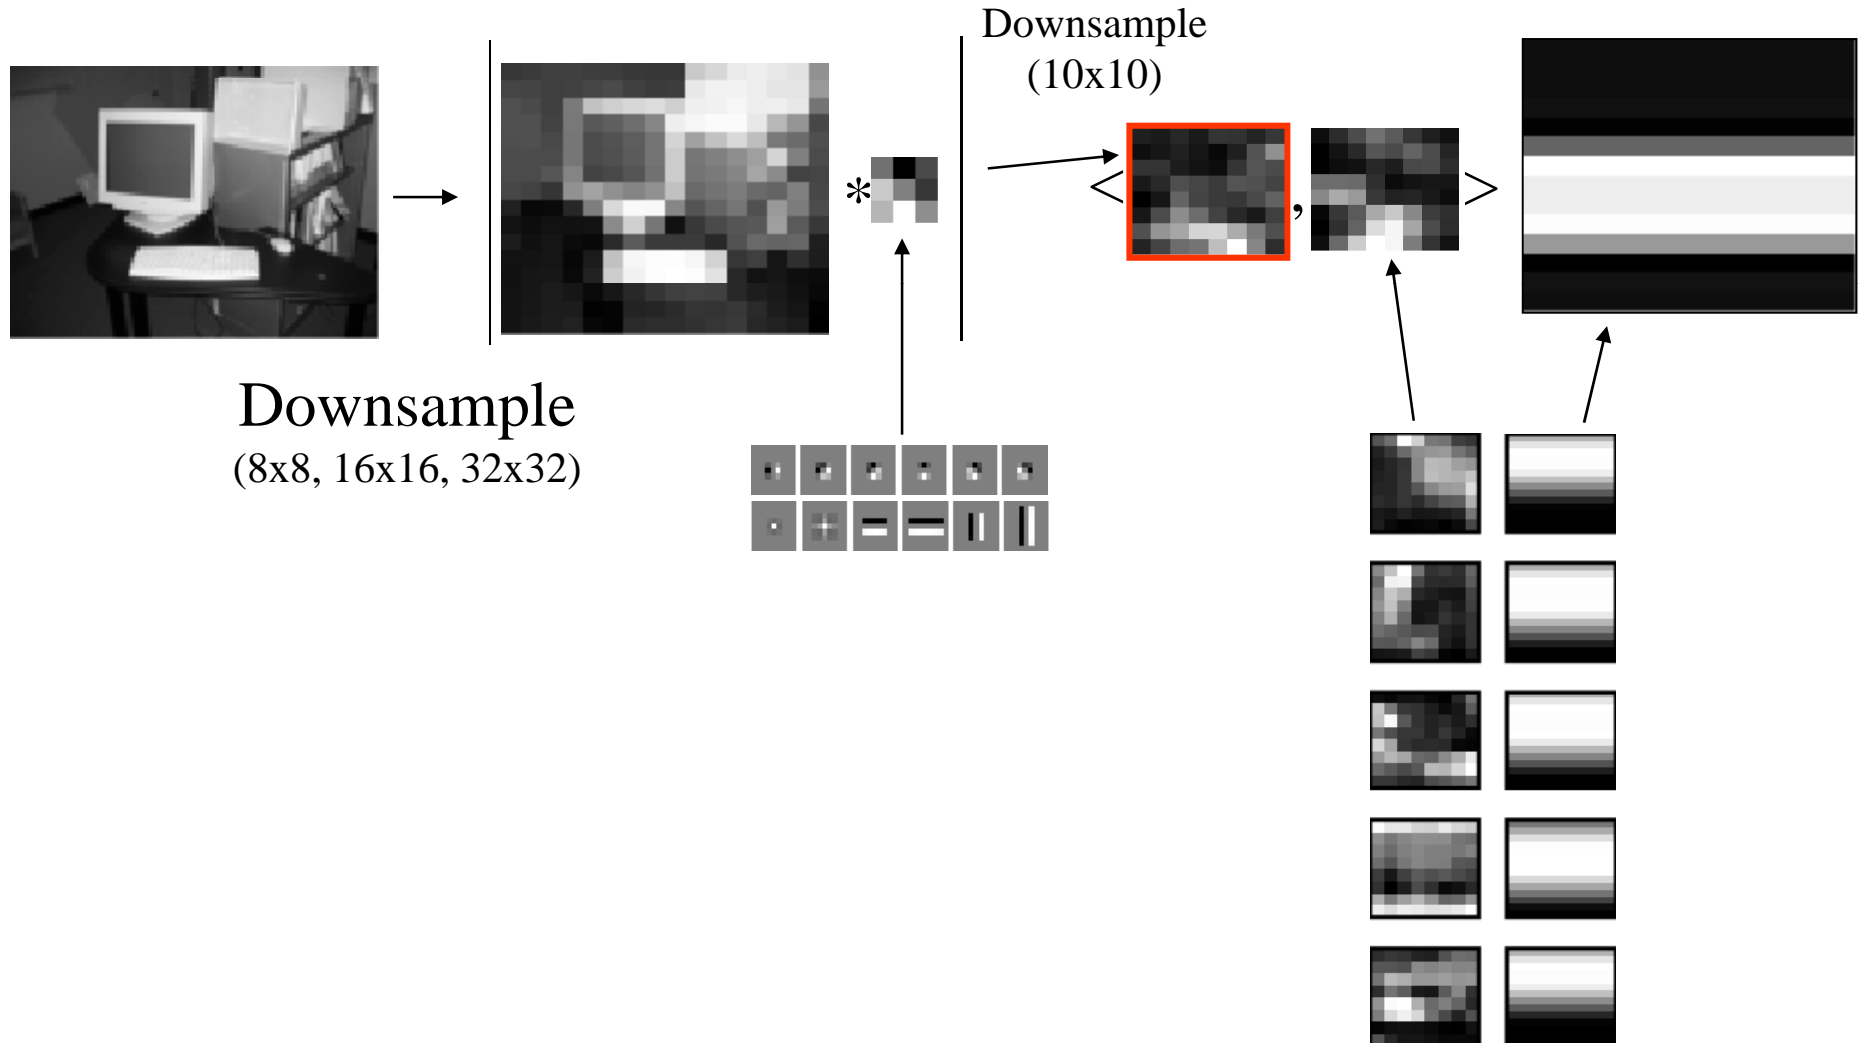 Downsample
(10x10)
* < , >
Downsample
(8x8, 16x16, 32x32)